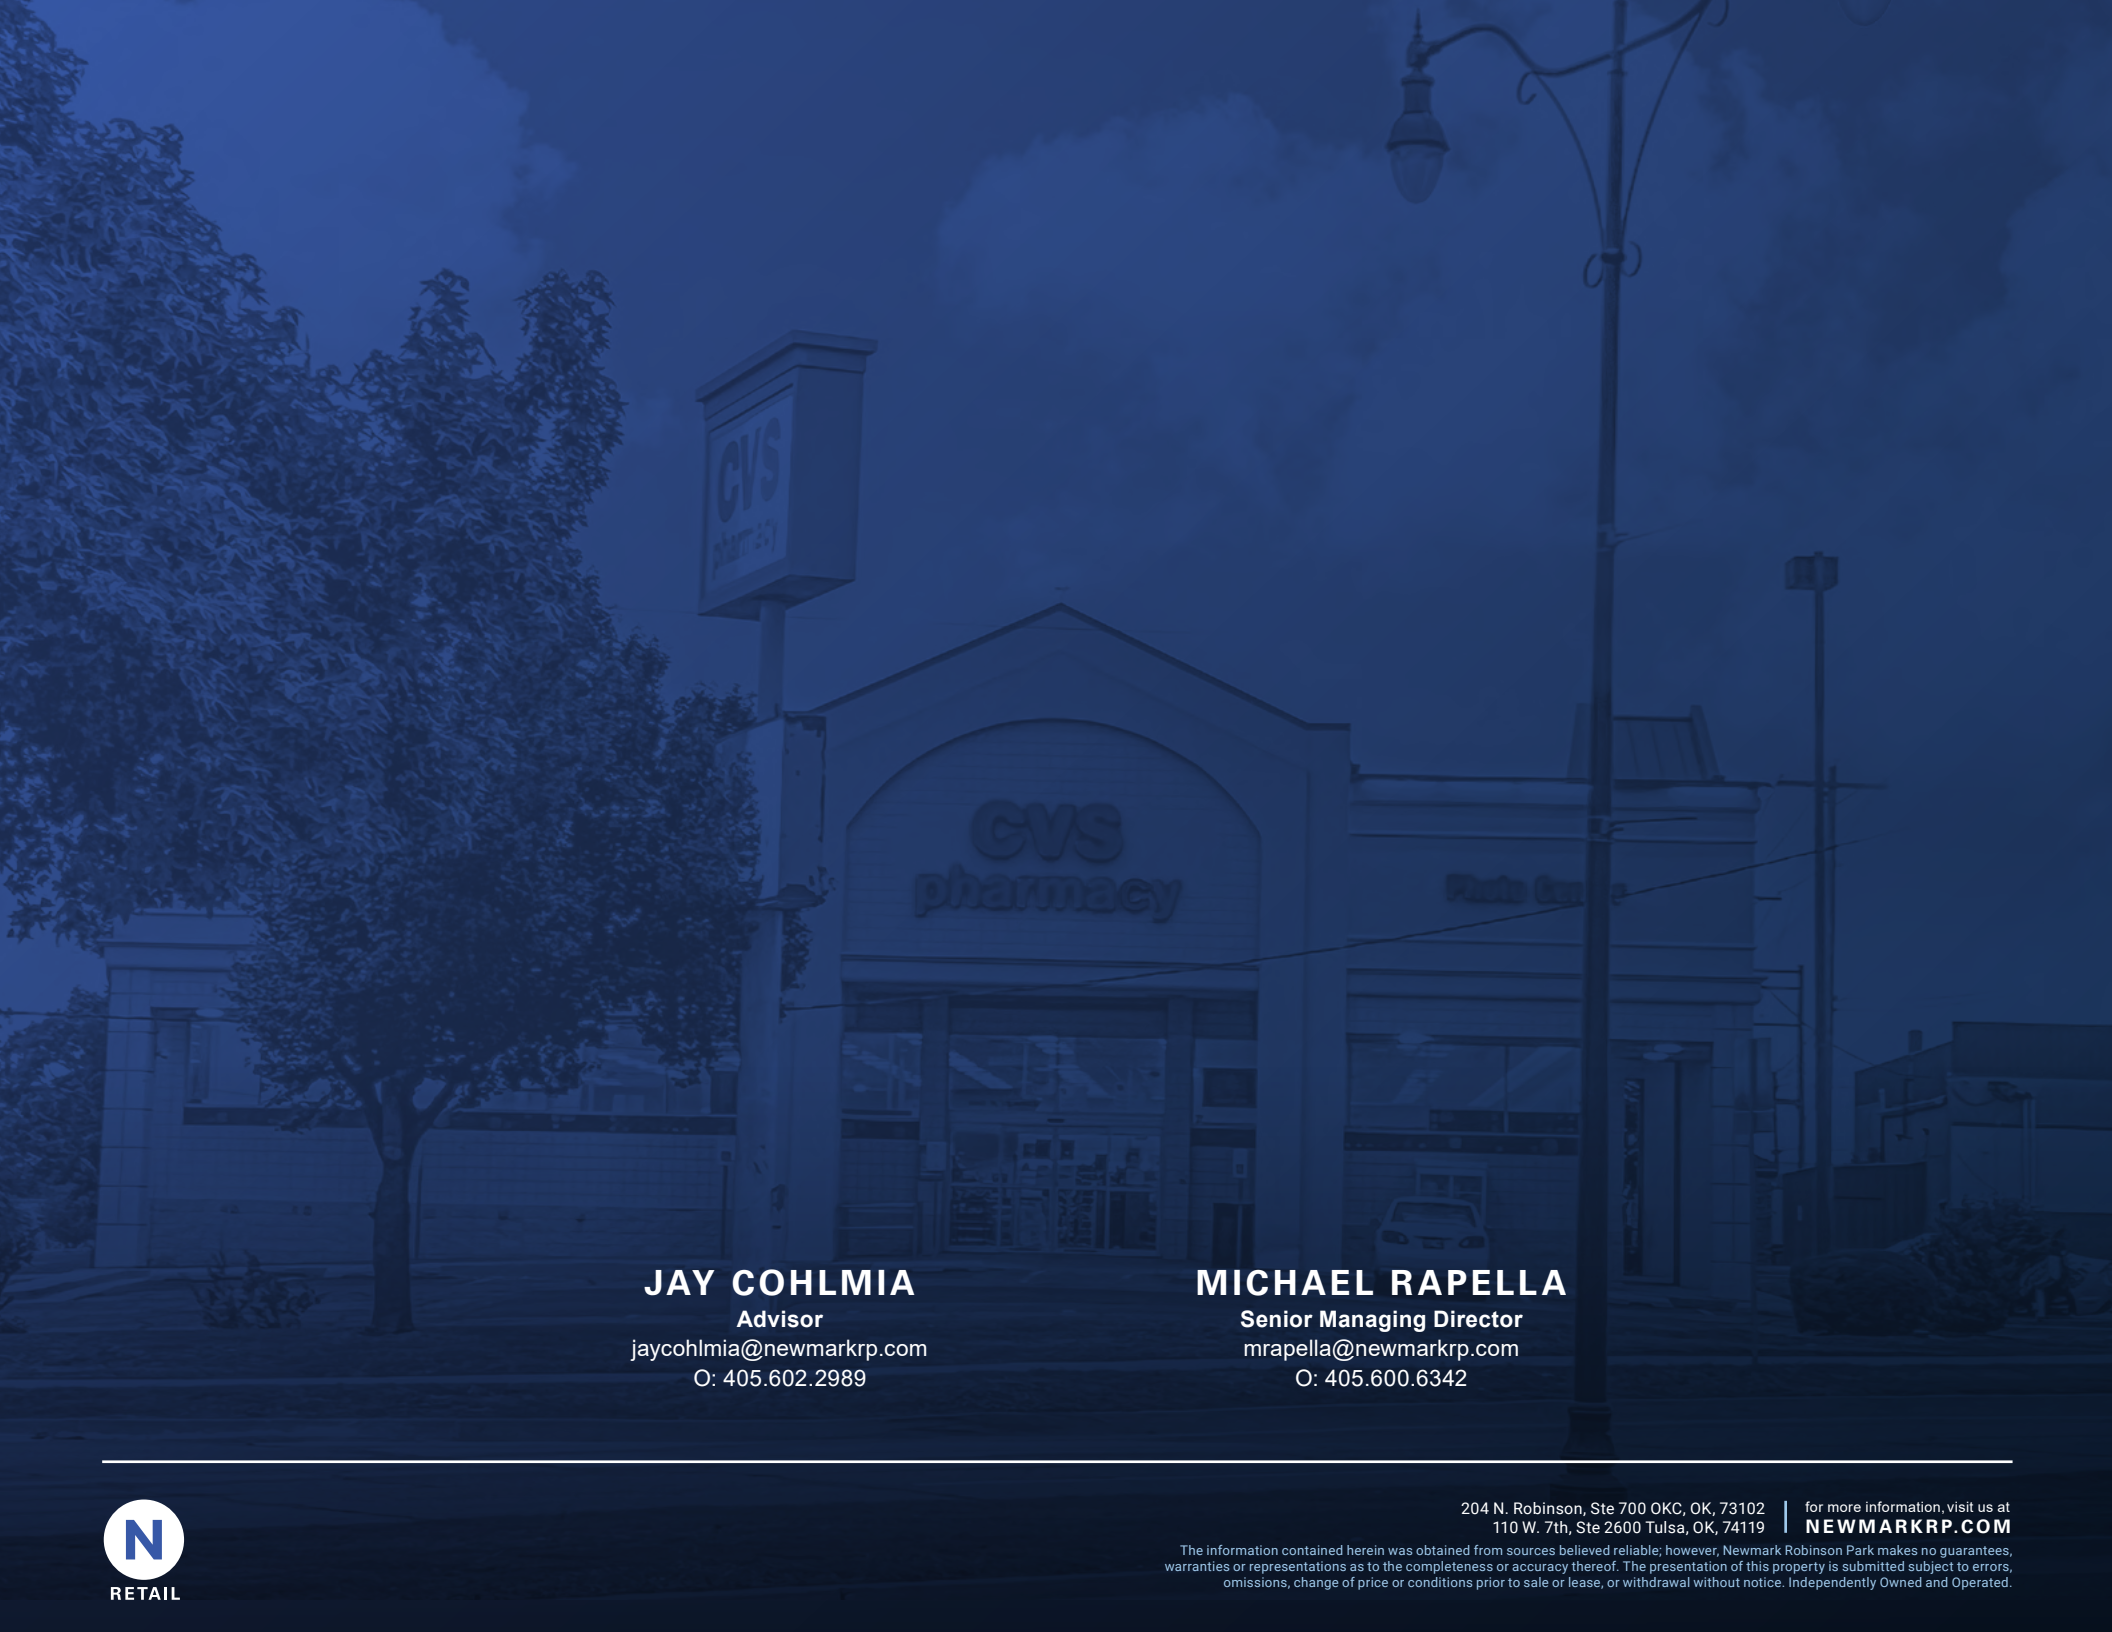 CVS
pharmacy
CVS
pharmacy
JAY COHLMIA
Advisor
jaycohlmia@newmarkrp.com
O: 405.602.2989
MICHAEL RAPELLA
Senior Managing Director
mrapella@newmarkrp.com
O: 405.600.6342
N
RETAIL
204 N. Robinson, Ste 700 OKC, OK, 73102
110 W. 7th, Ste 2600 Tulsa, OK, 74119
for more information, visit us at
NEWMARKRP.COM
The information contained herein was obtained from sources believed reliable; however, Newmark Robinson Park makes no guarantees,
warranties or representations as to the completeness or accuracy thereof. The presentation of this property is submitted subject to errors,
omissions, change of price or conditions prior to sale or lease, or withdrawal without notice. Independently Owned and Operated.